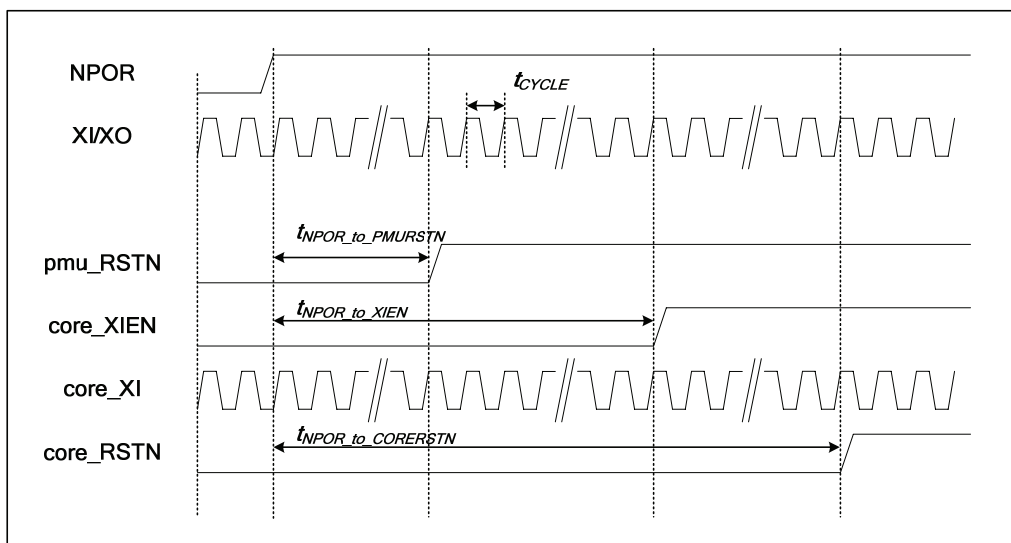 NPOR
tCYCLE
XI/XO
tNPOR_to_PMURSTN
pmu_RSTN
tNPOR_to_XIEN
core_XIEN
core_XI
tNPOR_to_CORERSTN
core_RSTN